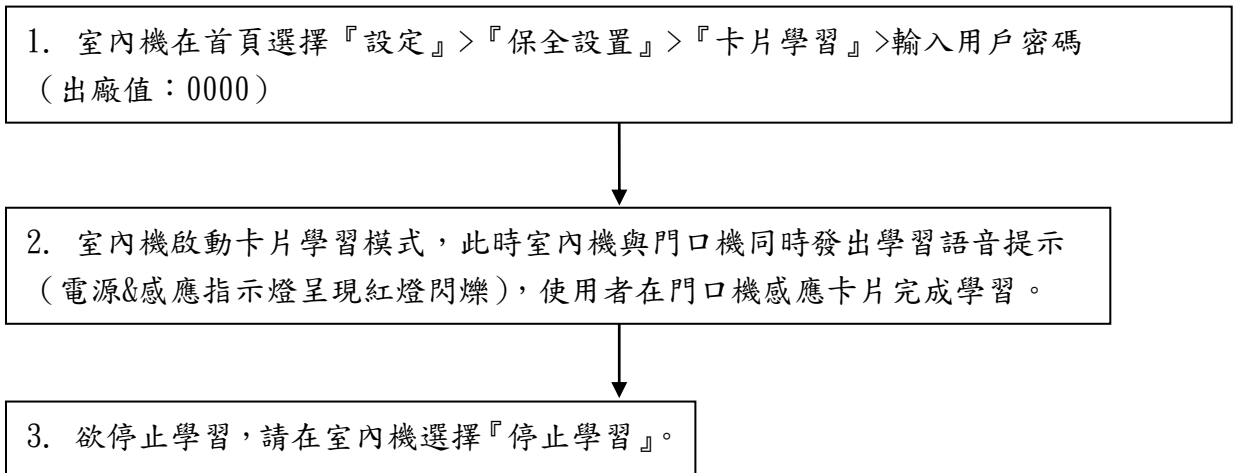 1. 室內機在首頁選擇『設定』>『保全設置』>『卡片學習』>輸入用戶密碼
（出廠值：0000）
2. 室內機啟動卡片學習模式，此時室內機與門口機同時發出學習語音提示
（電源&感應指示燈呈現紅燈閃爍），使用者在門口機感應卡片完成學習。
3. 欲停止學習，請在室內機選擇『停止學習』。